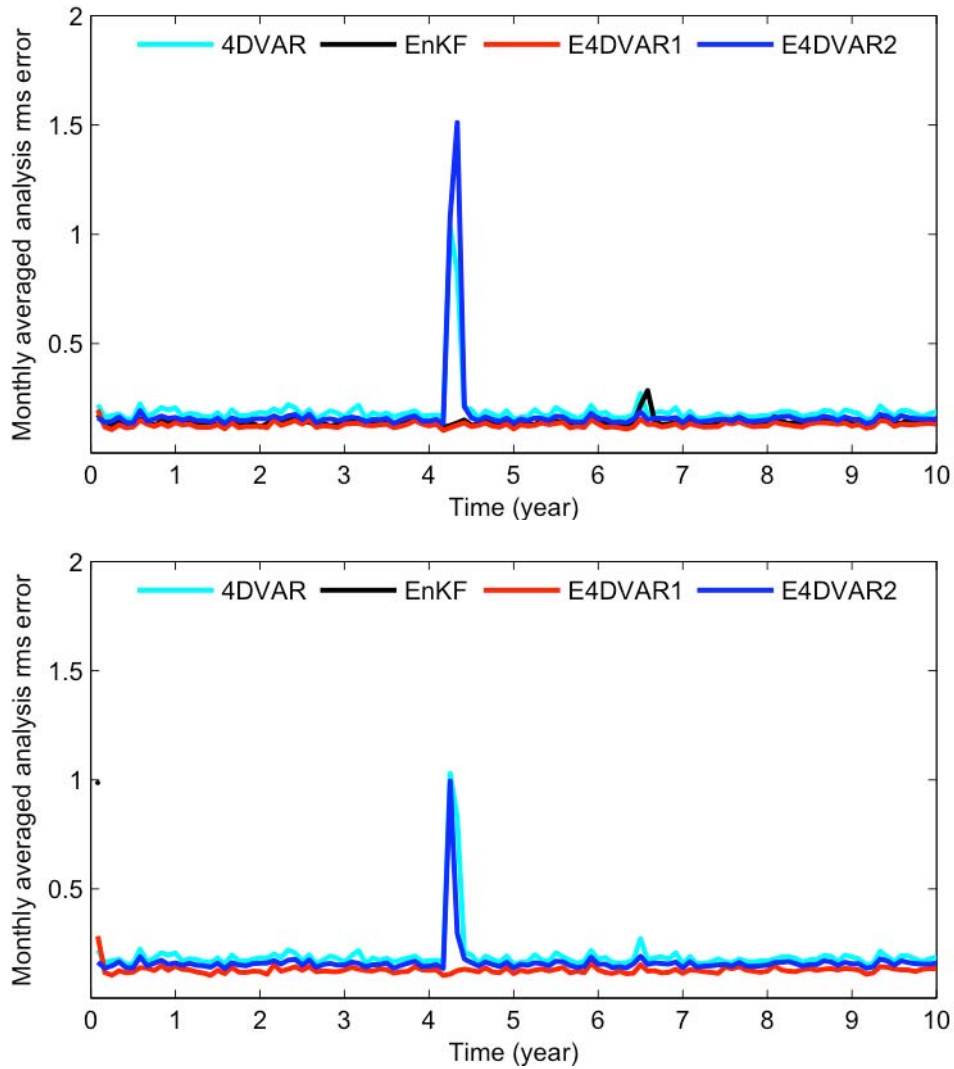 2
4DVAR EnKF E4DVAR1 E4DVAR2
1.5
1
0.5
0 1 2 3 4 5 6 7 8 9 10
Time (year)
Monthly averaged analysis rms error
2
4DVAR EnKF E4DVAR1 E4DVAR2
1.5
1
0.5
0 1 2 3 4 5 6 7 8 9 10
Time (year)
Monthly averaged analysis rms error